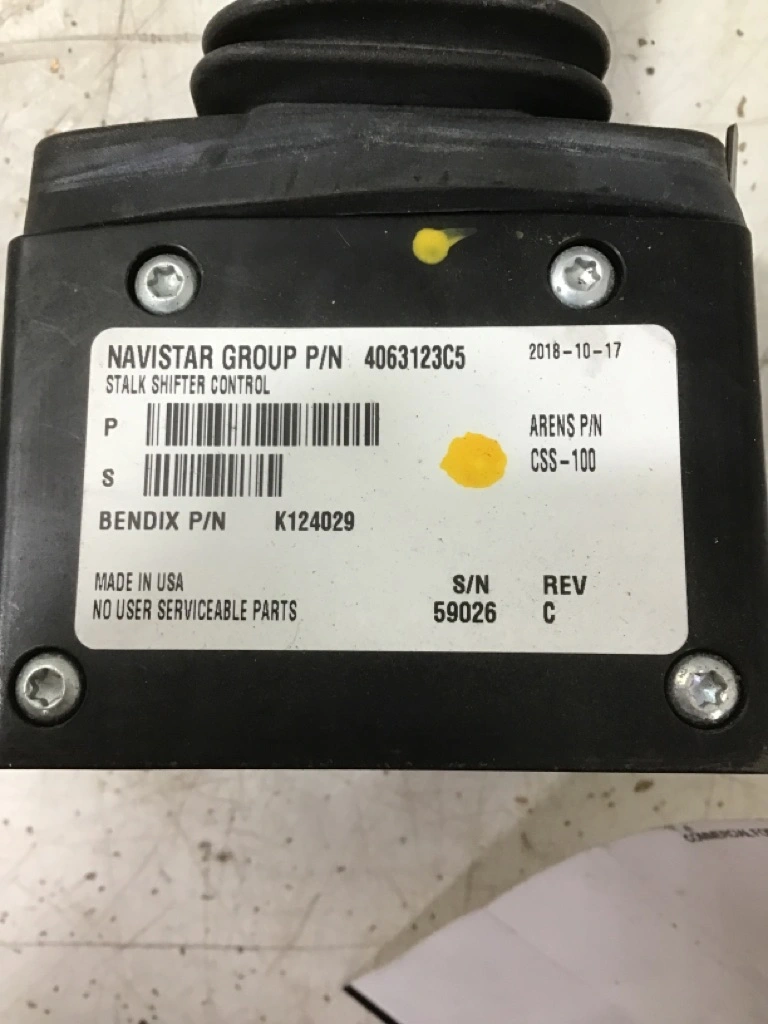 NAVISTAR GROUP P/N 4063123C5 2018-10-17
STALK SHIFTER CONTROL
P ARENS P/N
S CSS-100
BENDIX P/N K124029
MADE IN USA S/N REV
NO USER SERVICEABLE PARTS 59026 C
COMMERCIAL